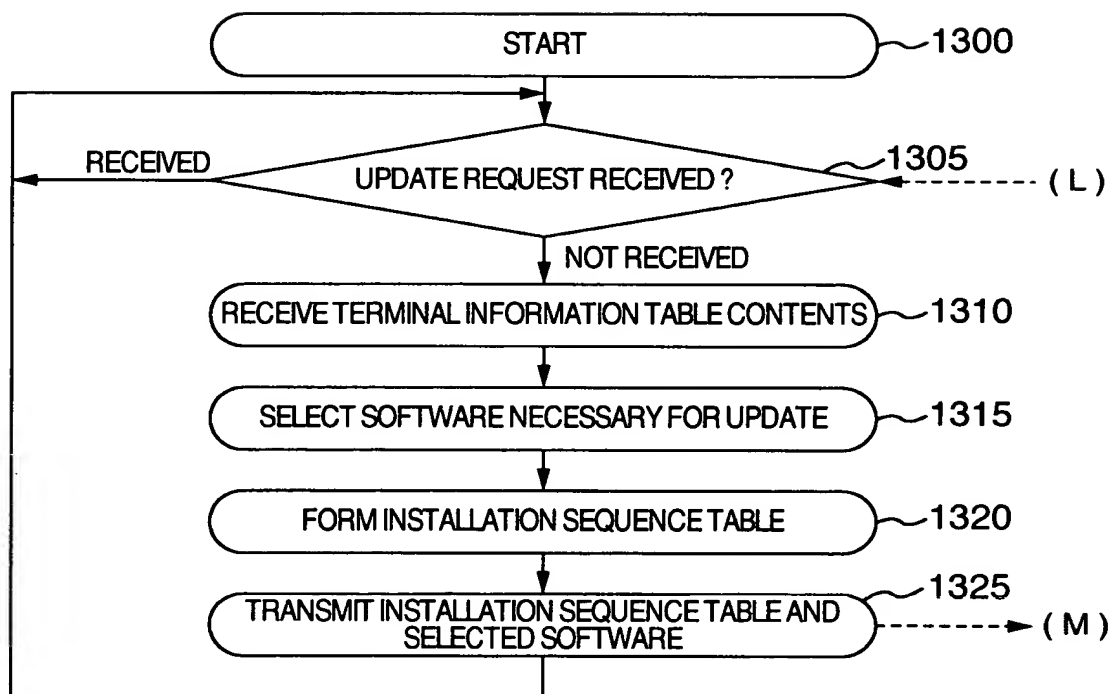 START
1300
RECEIVED
UPDATE REQUEST RECEIVED ?
1305
( L )
NOT RECEIVED
RECEIVE TERMINAL INFORMATION TABLE CONTENTS
1310
SELECT SOFTWARE NECESSARY FOR UPDATE
1315
FORM INSTALLATION SEQUENCE TABLE
1320
1325
TRANSMIT INSTALLATION SEQUENCE TABLE AND
SELECTED SOFTWARE
( M )